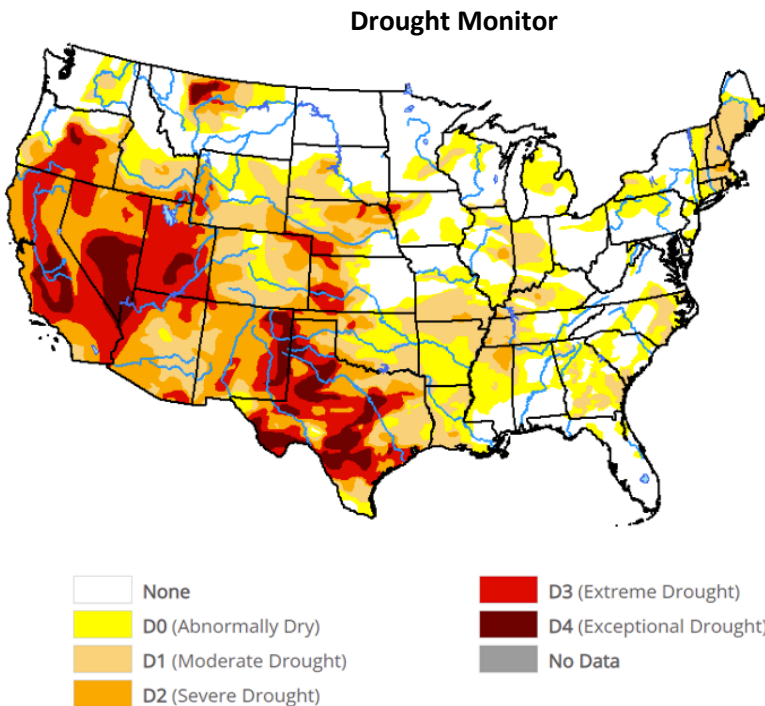 Drought Monitor
None
D0 (Abnormally Dry)
D1 (Moderate Drought)
D2 (Severe Drought)
D3 (Extreme Drought)
D4 (Exceptional Drought)
No Data